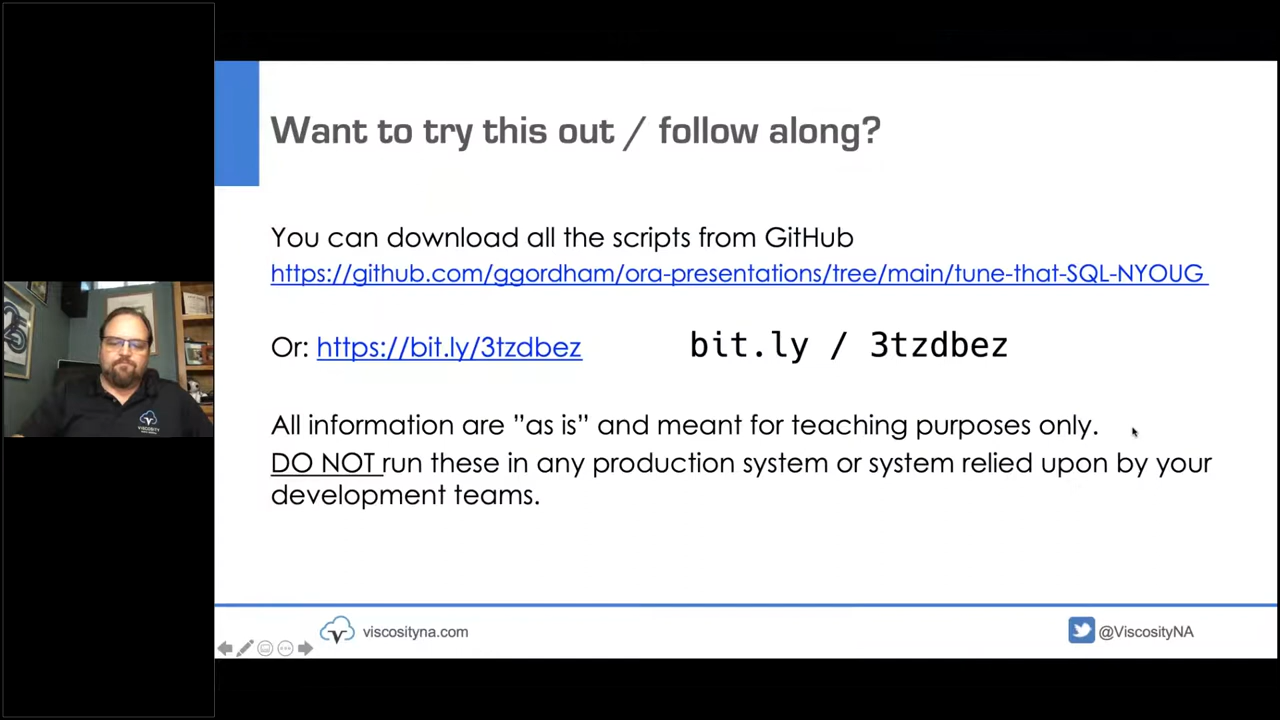 Want to try this out / follow along?
You can download all the scripts from GitHub
https://github.com/ggordham/ora-presentations/tree/main/tune-that-SQL-NYOUG
Or: https://bit.ly/3tzdbez
bit.ly / 3tzdbez
All information are ”as is” and meant for teaching purposes only.
DO NOT run these in any production system or system relied upon by your
development teams.
viscosityna.com
@ViscosityNA
VISCOSITY